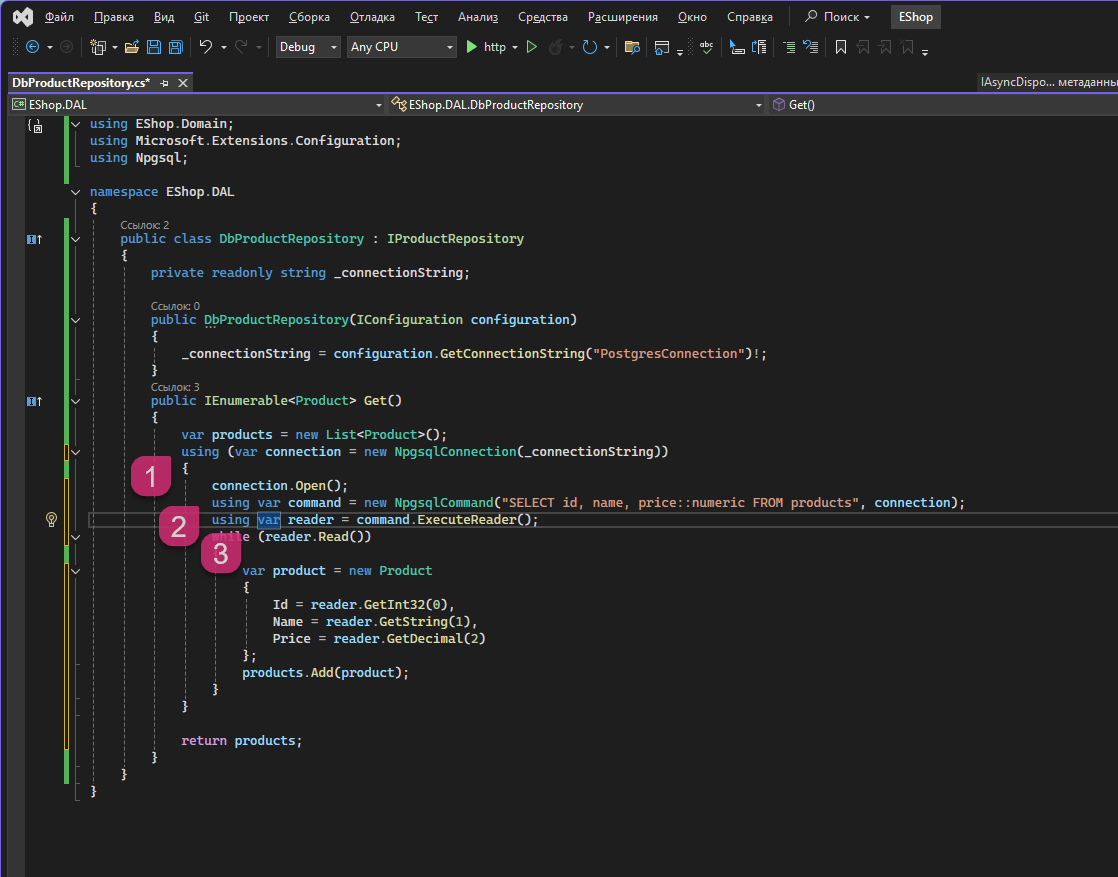 Файл Правка Вид Git Проект Сборка Отладка Тест Анализ Средства Расширения Окно Справка Поиск EShop
Debug Any CPU http abc
DbProductRepository.cs* IAsyncDispo... метаданны
C# EShop.DAL EShop.DAL.DbProductRepository Get()
using EShop.Domain;
using Microsoft.Extensions.Configuration;
using Npgsql;
namespace EShop.DAL
{
Ссылок: 2
public class DbProductRepository : IProductRepository
{
private readonly string _connectionString;
Ссылок: 0
public DbProductRepository(IConfiguration configuration)
{
_connectionString = configuration.GetConnectionString("PostgresConnection")!;
}
Ссылок: 3
public IEnumerable<Product> Get()
{
var products = new List<Product>();
using (var connection = new NpgsqlConnection(_connectionString))
{
1
connection.Open();
using var command = new NpgsqlCommand("SELECT id, name, price::numeric FROM products", connection);
2
using var reader = command.ExecuteReader();
while (reader.Read())
3
var product = new Product
{
Id = reader.GetInt32(0),
Name = reader.GetString(1),
Price = reader.GetDecimal(2)
};
products.Add(product);
}
}
return products;
}
}
}